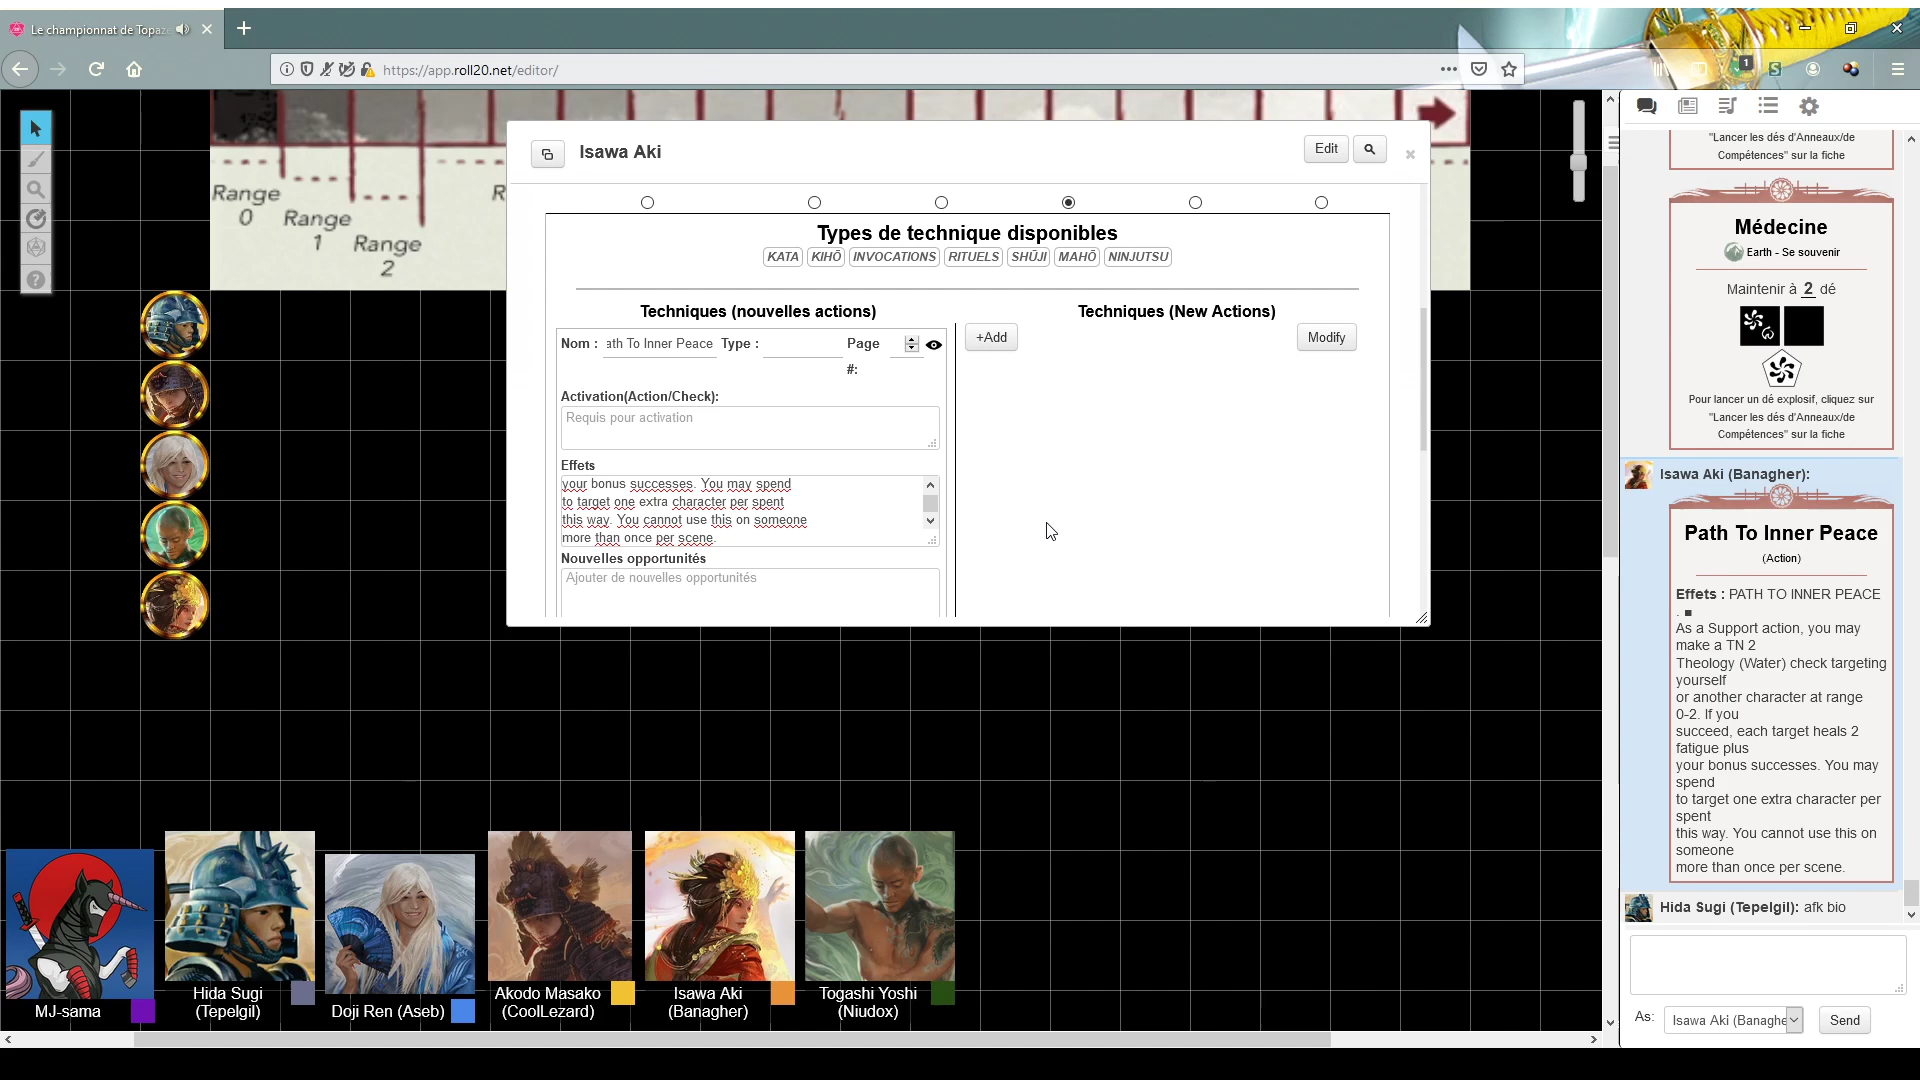 Le championnat de Topaze
https://app.roll20.net/editor/
1
Range
0
Range
1
Range
2
R
Isawa Aki
Edit
Types de technique disponibles
KATA KIHŌ INVOCATIONS RITUELS SHŪJI MAHŌ NINJUTSU
Techniques (nouvelles actions)
Nom : ath To Inner Peace Type : Page
#:
Activation(Action/Check):
Requis pour activation
Effets
your bonus successes. You may spend
to target one extra character per spent
this way. You cannot use this on someone
more than once per scene.
Nouvelles opportunités
Ajouter de nouvelles opportunités
Techniques (New Actions)
+Add
Modify
MJ-sama
Hida Sugi
(Tepelgil)
Doji Ren (Aseb)
Akodo Masako
(CoolLezard)
Isawa Aki
(Banagher)
Togashi Yoshi
(Niudox)
"Lancer les dés d'Anneaux/de
Compétences" sur la fiche
Médecine
Earth - Se souvenir
Maintenir à 2 dé
Pour lancer un dé explosif, cliquez sur
"Lancer les dés d'Anneaux/de
Compétences" sur la fiche
Isawa Aki (Banagher):
Path To Inner Peace
(Action)
Effets : PATH TO INNER PEACE
. ■
As a Support action, you may
make a TN 2
Theology (Water) check targeting
yourself
or another character at range
0-2. If you
succeed, each target heals 2
fatigue plus
your bonus successes. You may
spend
to target one extra character per
spent
this way. You cannot use this on
someone
more than once per scene.
Hida Sugi (Tepelgil): afk bio
As: Isawa Aki (Banaghe
Send